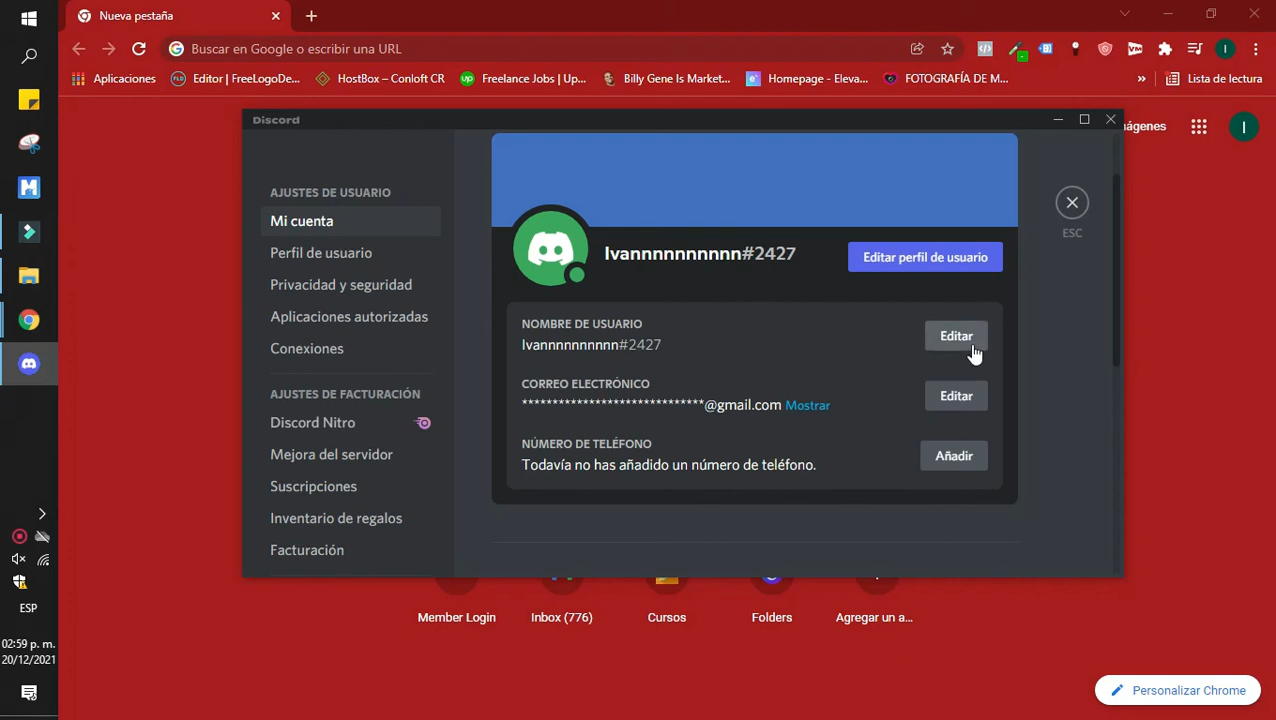 Nueva pestaña
Buscar en Google o escribir una URL
Aplicaciones
Editor | FreeLogoDe...
HostBox – Conloft CR
Freelance Jobs | Up...
Billy Gene Is Market...
Homepage - Eleva...
FOTOGRAFÍA DE M...
»
Lista de lectura
ágenes
I
Discord
AJUSTES DE USUARIO
Mi cuenta
Perfil de usuario
Privacidad y seguridad
Aplicaciones autorizadas
Conexiones
AJUSTES DE FACTURACIÓN
Discord Nitro
Mejora del servidor
Suscripciones
Inventario de regalos
Facturación
Ivannnnnnnnnn#2427
Editar perfil de usuario
NOMBRE DE USUARIO
Ivannnnnnnnnn#2427
Editar
CORREO ELECTRÓNICO
******************************@gmail.com Mostrar
Editar
NÚMERO DE TELÉFONO
Todavía no has añadido un número de teléfono.
Añadir
ESC
Member Login
Inbox (776)
Cursos
Folders
Agregar un a...
Personalizar Chrome
ESP
02:59 p. m.
20/12/2021